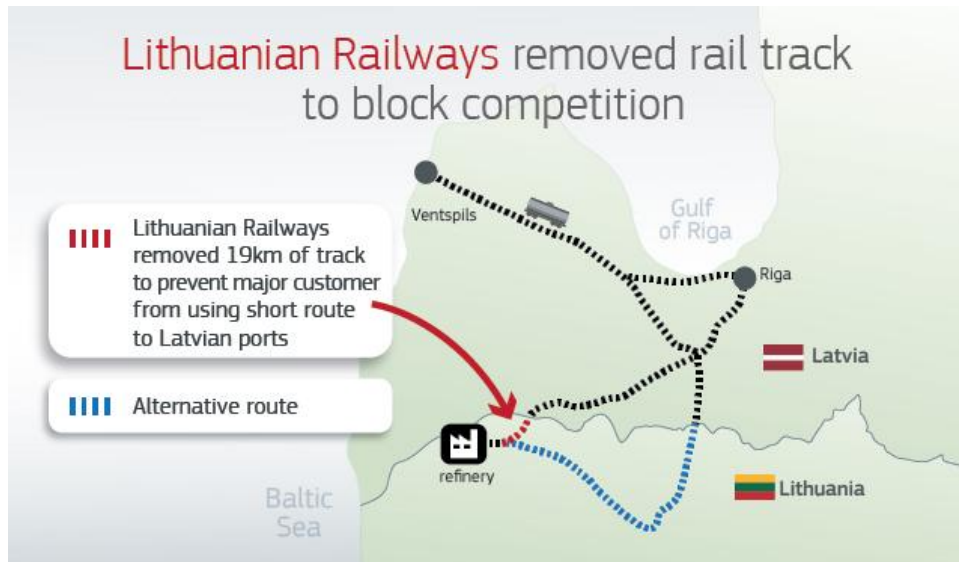 Lithuanian Railways removed rail track
to block competition
Ventspils
Gulf
of Riga
Riga
Lithuanian Railways
removed 19km of track
to prevent major customer
from using short route
to Latvian ports
Latvia
Alternative route
refinery
Lithuania
Baltic
Sea